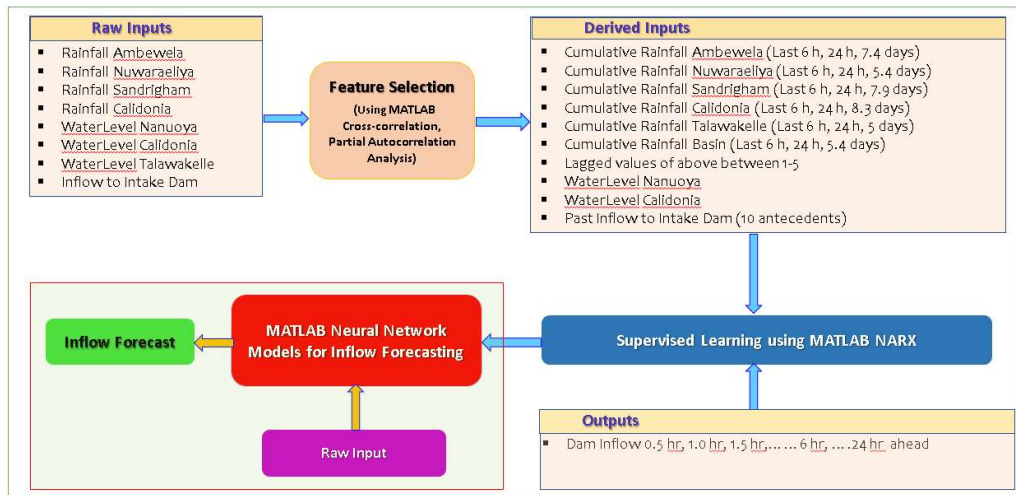 Raw Inputs
▪ Rainfall Ambewela
▪ Rainfall Nuwaraeliya
▪ Rainfall Sandrigham
▪ Rainfall Calidonia
▪ WaterLevel Nanuoya
▪ WaterLevel Calidonia
▪ WaterLevel Talawakelle
▪ Inflow to Intake Dam
Feature Selection
(Using MATLAB
Cross-correlation,
Partial Autocorrelation
Analysis)
Derived Inputs
▪ Cumulative Rainfall Ambewela (Last 6 h, 24 h, 7.4 days)
▪ Cumulative Rainfall Nuwaraeliya (Last 6 h, 24 h, 5.4 days)
▪ Cumulative Rainfall Sandrigham (Last 6 h, 24 h, 7.9 days)
▪ Cumulative Rainfall Calidonia (Last 6 h, 24 h, 8.3 days)
▪ Cumulative Rainfall Talawakelle (Last 6 h, 24 h, 5 days)
▪ Cumulative Rainfall Basin (Last 6 h, 24 h, 5.4 days)
▪ Lagged values of above between 1-5
▪ WaterLevel Nanuoya
▪ WaterLevel Calidonia
▪ Past Inflow to Intake Dam (10 antecedents)
Inflow Forecast
MATLAB Neural Network
Models for Inflow Forecasting
Supervised Learning using MATLAB NARX
Raw Input
Outputs
▪ Dam Inflow 0.5 hr, 1.0 hr, 1.5 hr,... ... 6 hr, ... .24 hr ahead